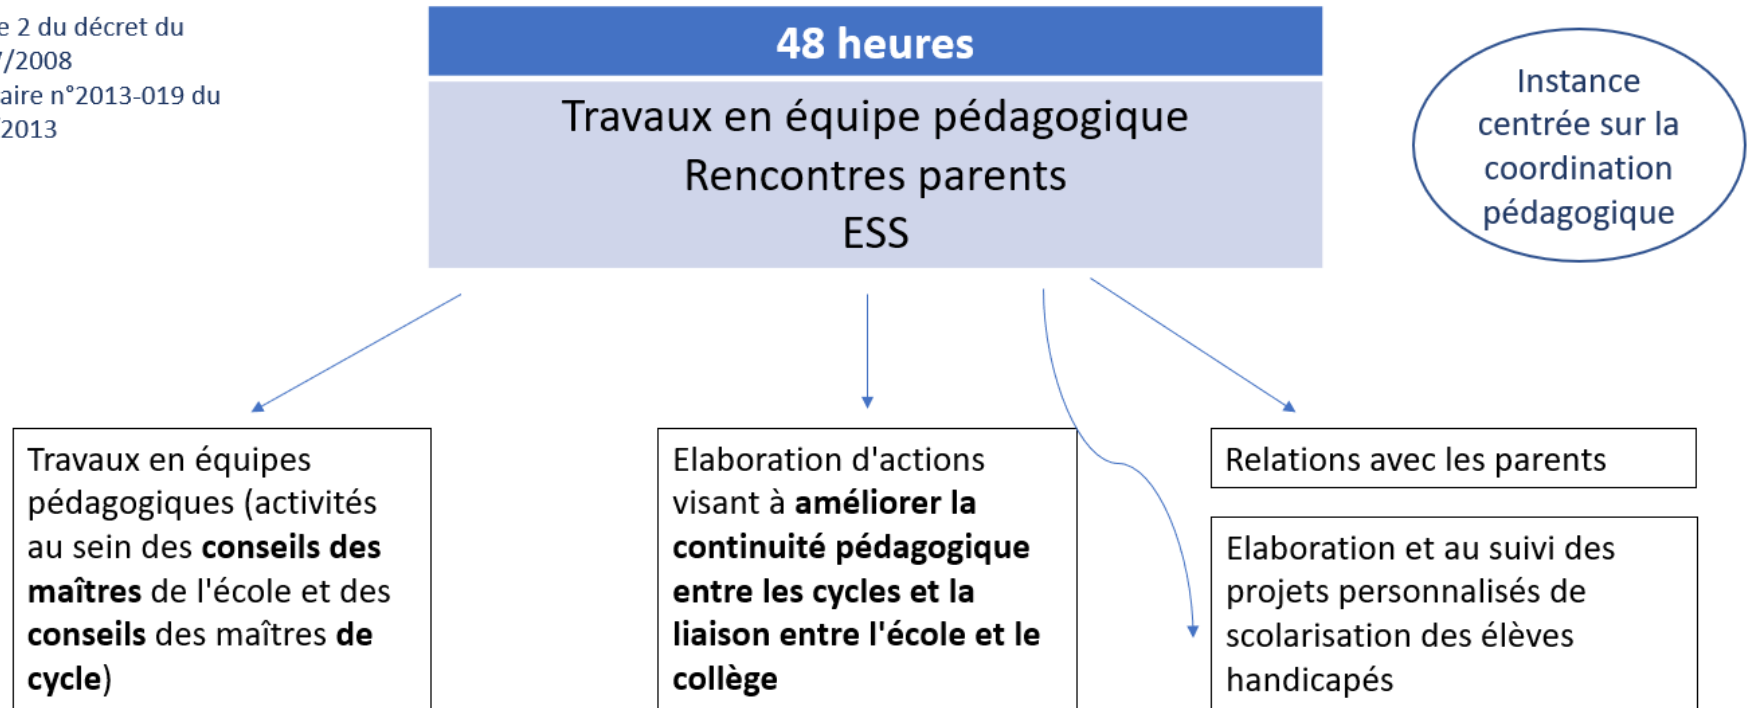 e 2 du décret du
/2008
aire n°2013-019 du
/2013
48 heures
Travaux en équipe pédagogique
Rencontres parents
ESS
Instance
centrée sur la
coordination
pédagogique
Travaux en équipes
pédagogiques (activités
au sein des conseils des
maîtres de l'école et des
conseils des maîtres de
cycle)
Elaboration d'actions
visant à améliorer la
continuité pédagogique
entre les cycles et la
liaison entre l'école et le
collège
Relations avec les parents
Elaboration et au suivi des
projets personnalisés de
scolarisation des élèves
handicapés